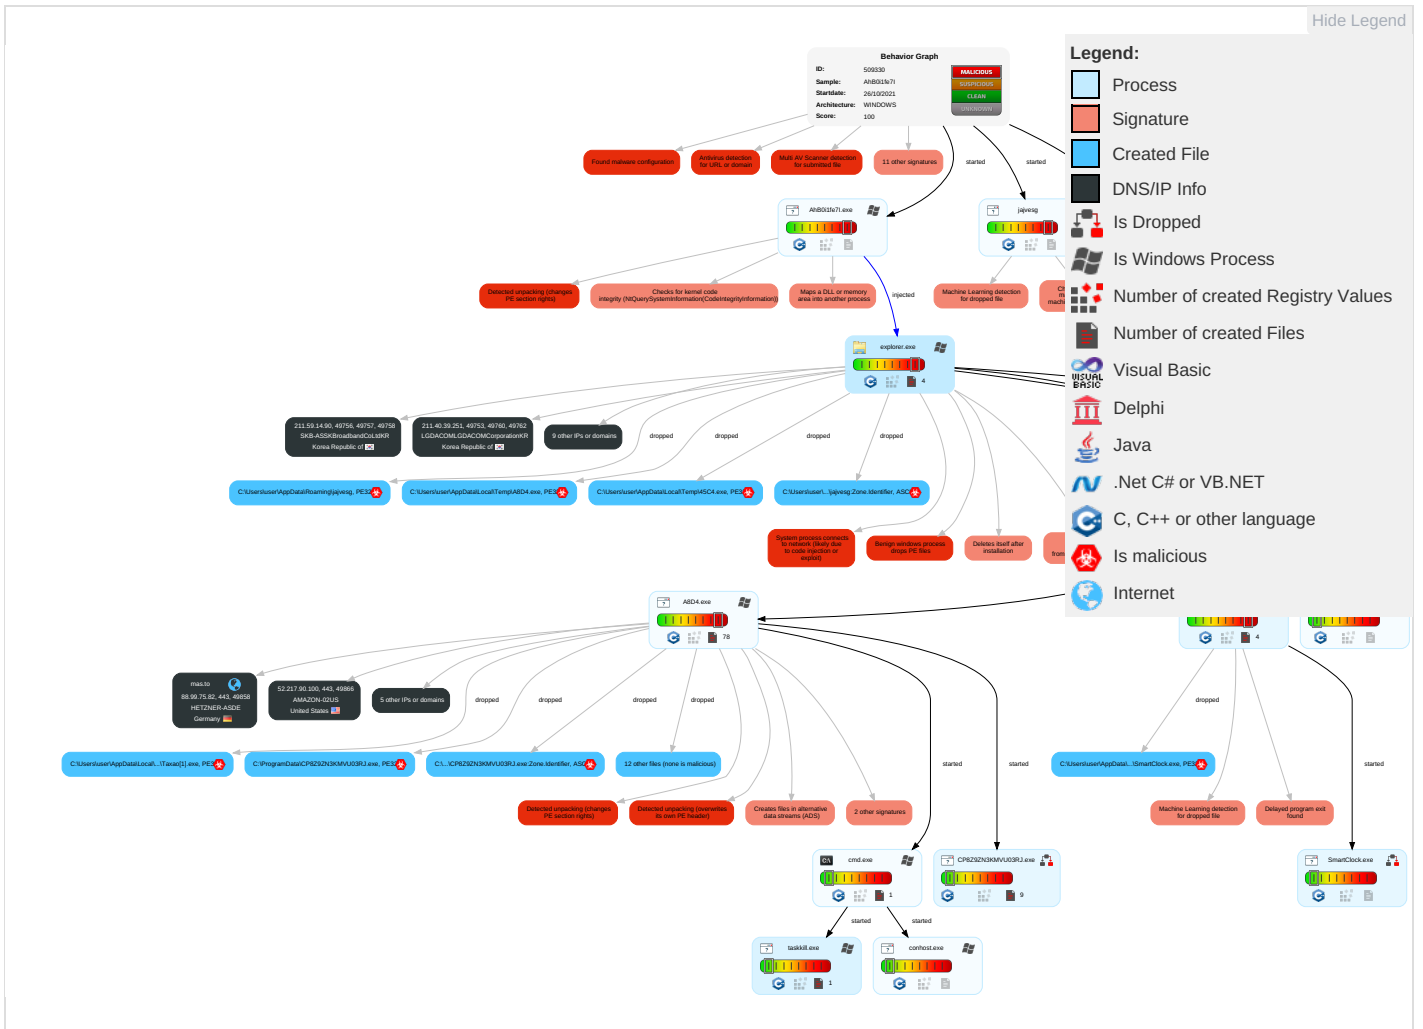 Hide Legend
Legend:
Process
Signature
Created File
DNS/IP Info
Is Dropped
Is Windows Process
Number of created Registry Values
Number of created Files
Visual Basic
Delphi
Java
.Net C# or VB.NET
C, C++ or other language
Is malicious
Internet
Behavior Graph
ID: 509330
Sample: AhB0i1fe7I
Startdate: 26/10/2021
Architecture: WINDOWS
Score: 100
MALICIOUS
SUSPICIOUS
CLEAN
UNKNOWN
Found malware configuration
Antivirus detection
for URL or domain
Multi AV Scanner detection
for submitted file
11 other signatures
started
started
AhB0i1fe7I.exe
jajvesg
Detected unpacking (changes
PE section rights)
Checks for kernel code
integrity (NtQuerySystemInformation(CodeIntegrityInformation))
Maps a DLL or memory
area into another process
injected
Machine Learning detection
for dropped file
explorer.exe
4
211.59.14.90, 49756, 49757, 49758
SKB-ASSKBroadbandCoLtdKR
Korea Republic of
211.40.39.251, 49753, 49760, 49762
LGDACOMLGDACOMCorporationKR
Korea Republic of
9 other IPs or domains
dropped
dropped
dropped
dropped
C:\Users\user\AppData\Roaming\jajvesg, PE32
C:\Users\user\AppData\Local\Temp\A8D4.exe, PE32
C:\Users\user\AppData\Local\Temp\45C4.exe, PE32
C:\Users\user\...\jajvesg:Zone.Identifier, ASCII
System process connects
to network (likely due
to code injection or
exploit)
Benign windows process
drops PE files
Deletes itself after
installation
from
A8D4.exe
78
4
mas.to
88.99.75.82, 443, 49858
HETZNER-ASDE
Germany
52.217.90.100, 443, 49866
AMAZON-02US
United States
5 other IPs or domains
dropped
dropped
dropped
dropped
dropped
C:\Users\user\AppData\Local\...\Taxao[1].exe, PE32
C:\ProgramData\CP8Z9ZN3KMVU03RJ.exe, PE32
C:\...\CP8Z9ZN3KMVU03RJ.exe:Zone.Identifier, ASCII
12 other files (none is malicious)
C:\Users\user\AppData\...\SmartClock.exe, PE32
started
started
started
Detected unpacking (changes
PE section rights)
Detected unpacking (overwrites
its own PE header)
Creates files in alternative
data streams (ADS)
2 other signatures
Machine Learning detection
for dropped file
Delayed program exit
found
cmd.exe
1
CP8Z9ZN3KMVU03RJ.exe
9
SmartClock.exe
started
started
taskkill.exe
1
conhost.exe